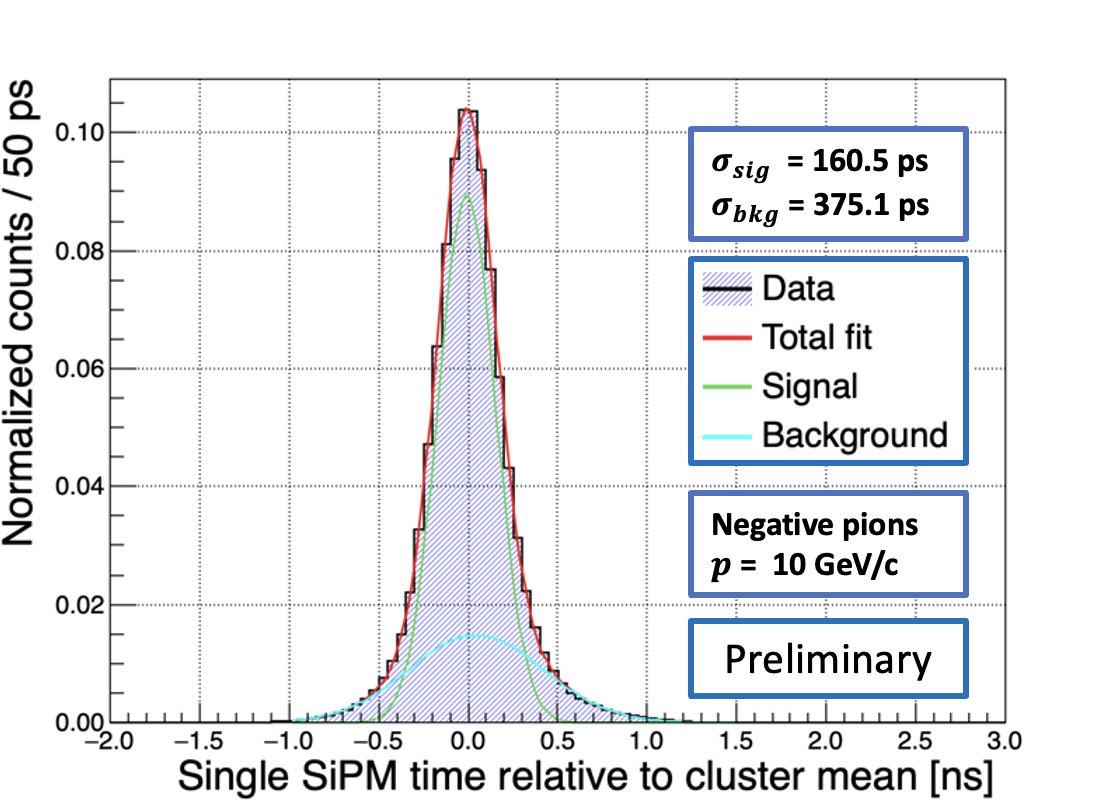 Normalized counts / 50 ps
0.10
0.08
0.06
0.04
0.02
0.00
σsig = 160.5 ps
σbkg = 375.1 ps
Data
Total fit
Signal
Background
Negative pions
p = 10 GeV/c
Preliminary
−2.0 −1.5 −1.0 −0.5 0.0 0.5 1.0 1.5 2.0 2.5 3.0
Single SiPM time relative to cluster mean [ns]